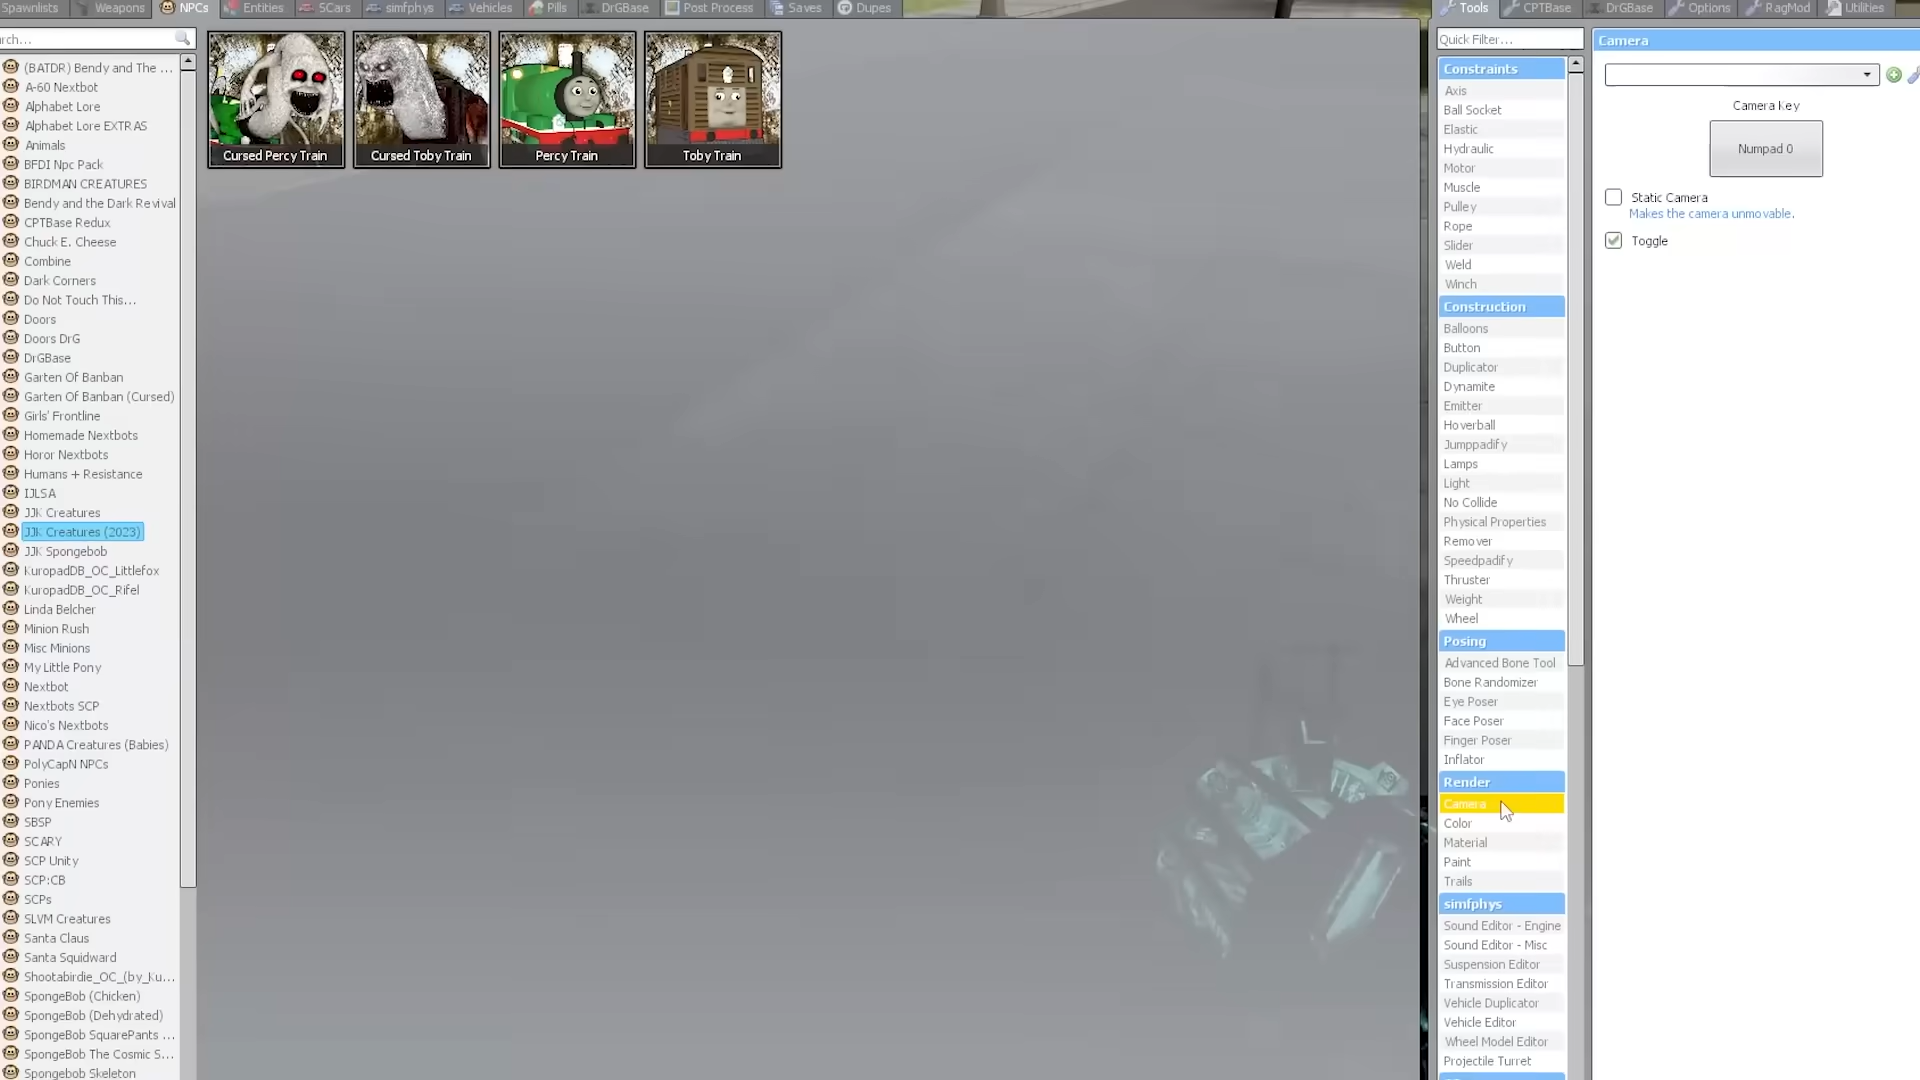 Spawnlists Weapons NPCs Entities SCars simfphys Vehicles Pills DrGBase Post Process Saves Dupes
rch...
(BATDR) Bendy and The ...
A-60 Nextbot
Alphabet Lore
Alphabet Lore EXTRAS
Animals
BFDI Npc Pack
BIRDMAN CREATURES
Bendy and the Dark Revival
CPTBase Redux
Chuck E. Cheese
Combine
Dark Corners
Do Not Touch This...
Doors
Doors DrG
DrGBase
Garten Of Banban
Garten Of Banban (Cursed)
Girls' Frontline
Homemade Nextbots
Horor Nextbots
Humans + Resistance
IJLSA
JJK Creatures
JJK Creatures (2023)
JJK Spongebob
KuropadDB_OC_Littlefox
KuropadDB_OC_Rifel
Linda Belcher
Minion Rush
Misc Minions
My Little Pony
Nextbot
Nextbots SCP
Nico's Nextbots
PANDA Creatures (Babies)
PolyCapN NPCs
Ponies
Pony Enemies
SBSP
SCARY
SCP Unity
SCP:CB
SCPs
SLVM Creatures
Santa Claus
Santa Squidward
Shootabirdie_OC_(by_Ku...
SpongeBob (Chicken)
SpongeBob (Dehydrated)
SpongeBob SquarePants ...
SpongeBob The Cosmic S...
Spongebob Skeleton
Cursed Percy Train
Cursed Toby Train
Percy Train
Toby Train
Tools CPTBase DrGBase Options RagMod Utilities
Quick Filter...
Constraints
Axis
Ball Socket
Elastic
Hydraulic
Motor
Muscle
Pulley
Rope
Slider
Weld
Winch
Construction
Balloons
Button
Duplicator
Dynamite
Emitter
Hoverball
Jumppadify
Lamps
Light
No Collide
Physical Properties
Remover
Speedpadify
Thruster
Weight
Wheel
Posing
Advanced Bone Tool
Bone Randomizer
Eye Poser
Face Poser
Finger Poser
Inflator
Render
Camera
Color
Material
Paint
Trails
simfphys
Sound Editor - Engine
Sound Editor - Misc
Suspension Editor
Transmission Editor
Vehicle Duplicator
Vehicle Editor
Wheel Model Editor
Projectile Turret
Camera
Camera Key
Numpad 0
Static Camera
Makes the camera unmovable.
Toggle